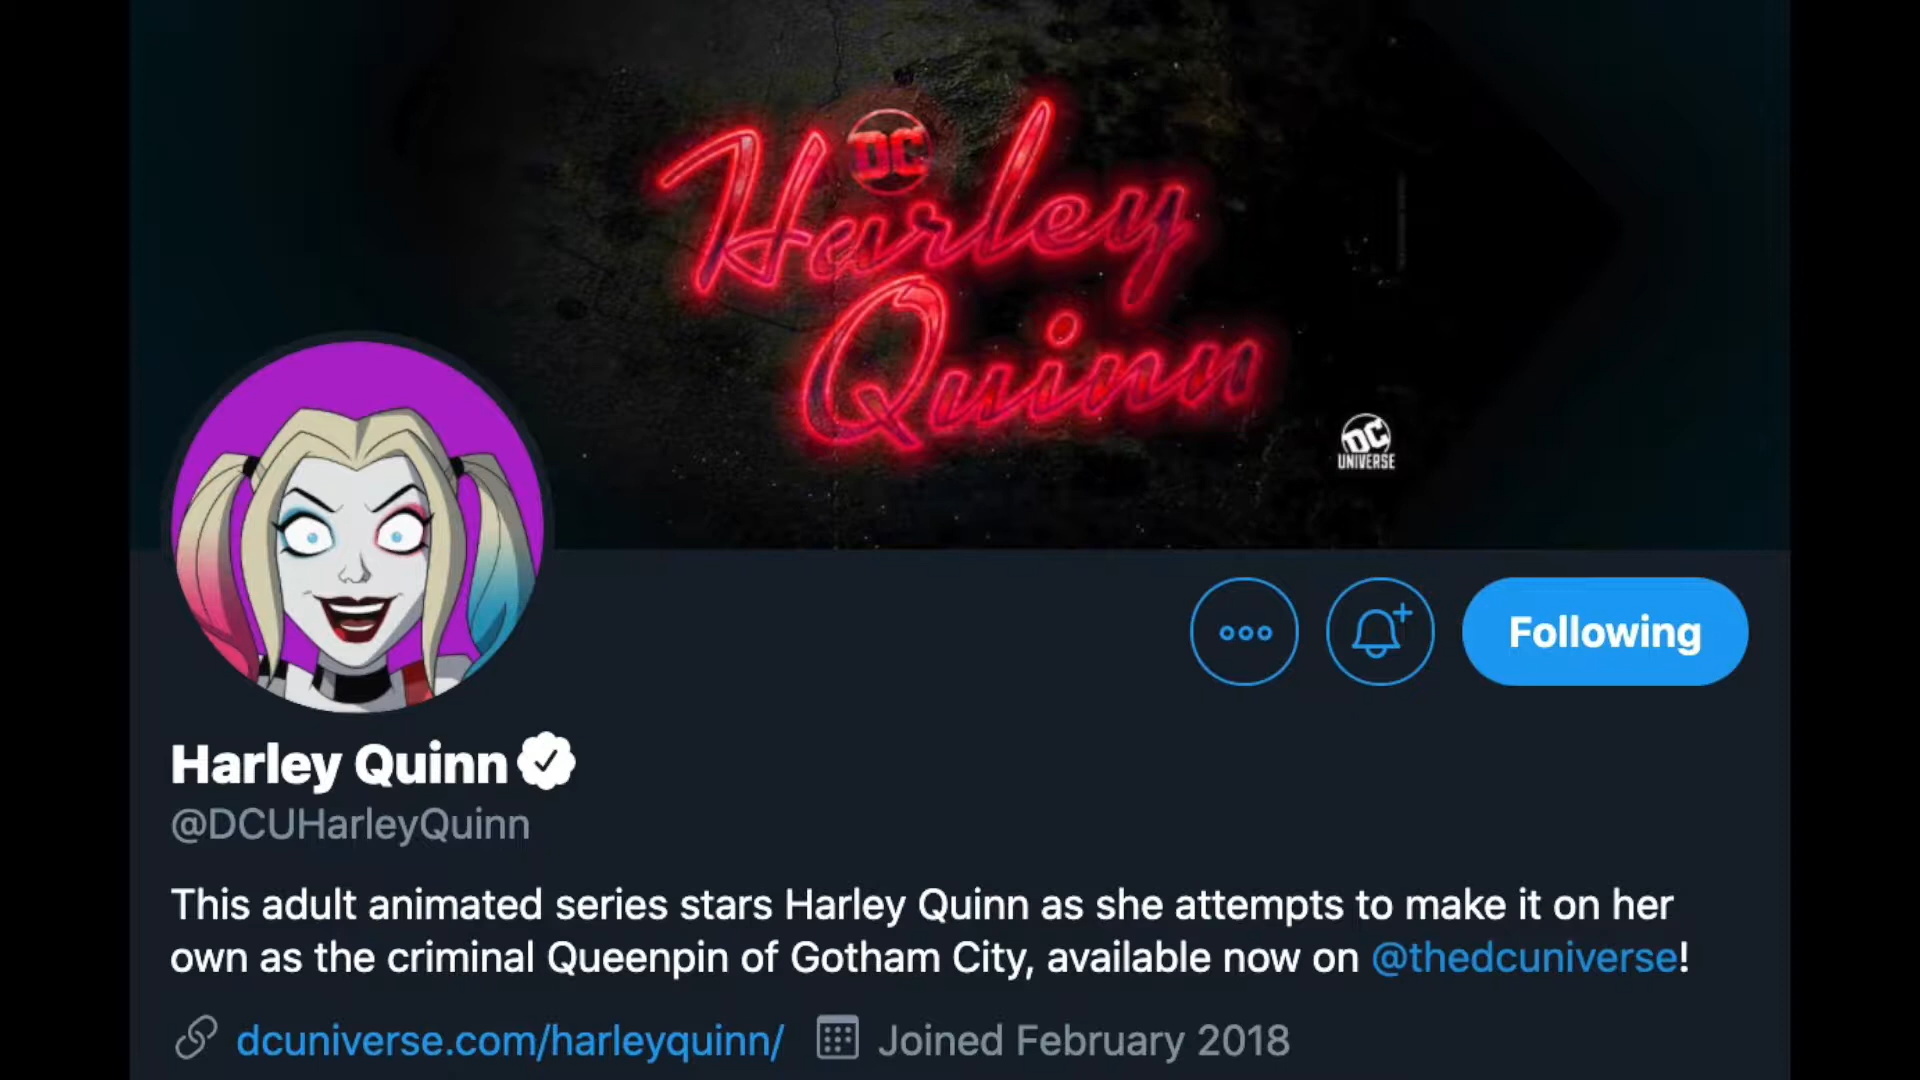 DC
Harley
Quinn
DC
UNIVERSE
Following
Harley Quinn
@DCUHarleyQuinn
This adult animated series stars Harley Quinn as she attempts to make it on her
own as the criminal Queenpin of Gotham City, available now on @thedcuniverse!
dcuniverse.com/harleyquinn/ Joined February 2018